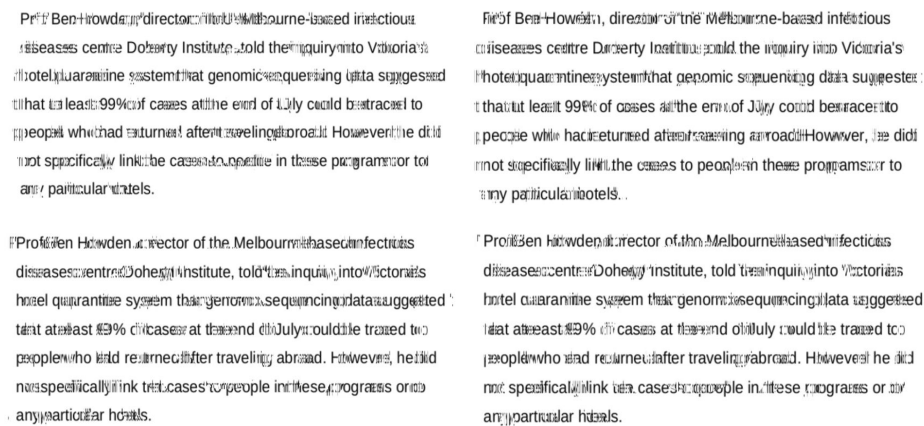 Prof Ben Howden, director of the Melbourne-based infectious
diseases centre Doherty Institute, told the inquiry into Victoria's
hotel quarantine system that genomic sequencing data suggested
that at least 99% of cases at the end of July could be traced to
people who had returned after traveling abroad. However, he did
not specifically link the cases to people in these programs or to
any particular hotels.
Prof Ben Howden, director of the Melbourne-based infectious
diseases centre Doherty Institute, told the inquiry into Victoria's
hotel quarantine system that genomic sequencing data suggested
that at least 99% of cases at the end of July could be traced to
people who had returned after traveling abroad. However, he did
not specifically link the cases to people in these programs or to
any particular hotels.
Prof Ben Howden, director of the Melbourne-based infectious
diseases centre Doherty Institute, told the inquiry into Victoria's
hotel quarantine system that genomic sequencing data suggested
that at least 99% of cases at the end of July could be traced to
people who had returned after traveling abroad. However, he did
not specifically link the cases to people in these programs or to
any particular hotels.
Prof Ben Howden, director of the Melbourne-based infectious
diseases centre Doherty Institute, told the inquiry into Victoria's
hotel quarantine system that genomic sequencing data suggested
that at least 99% of cases at the end of July could be traced to
people who had returned after traveling abroad. However, he did
not specifically link the cases to people in these programs or to
any particular hotels.